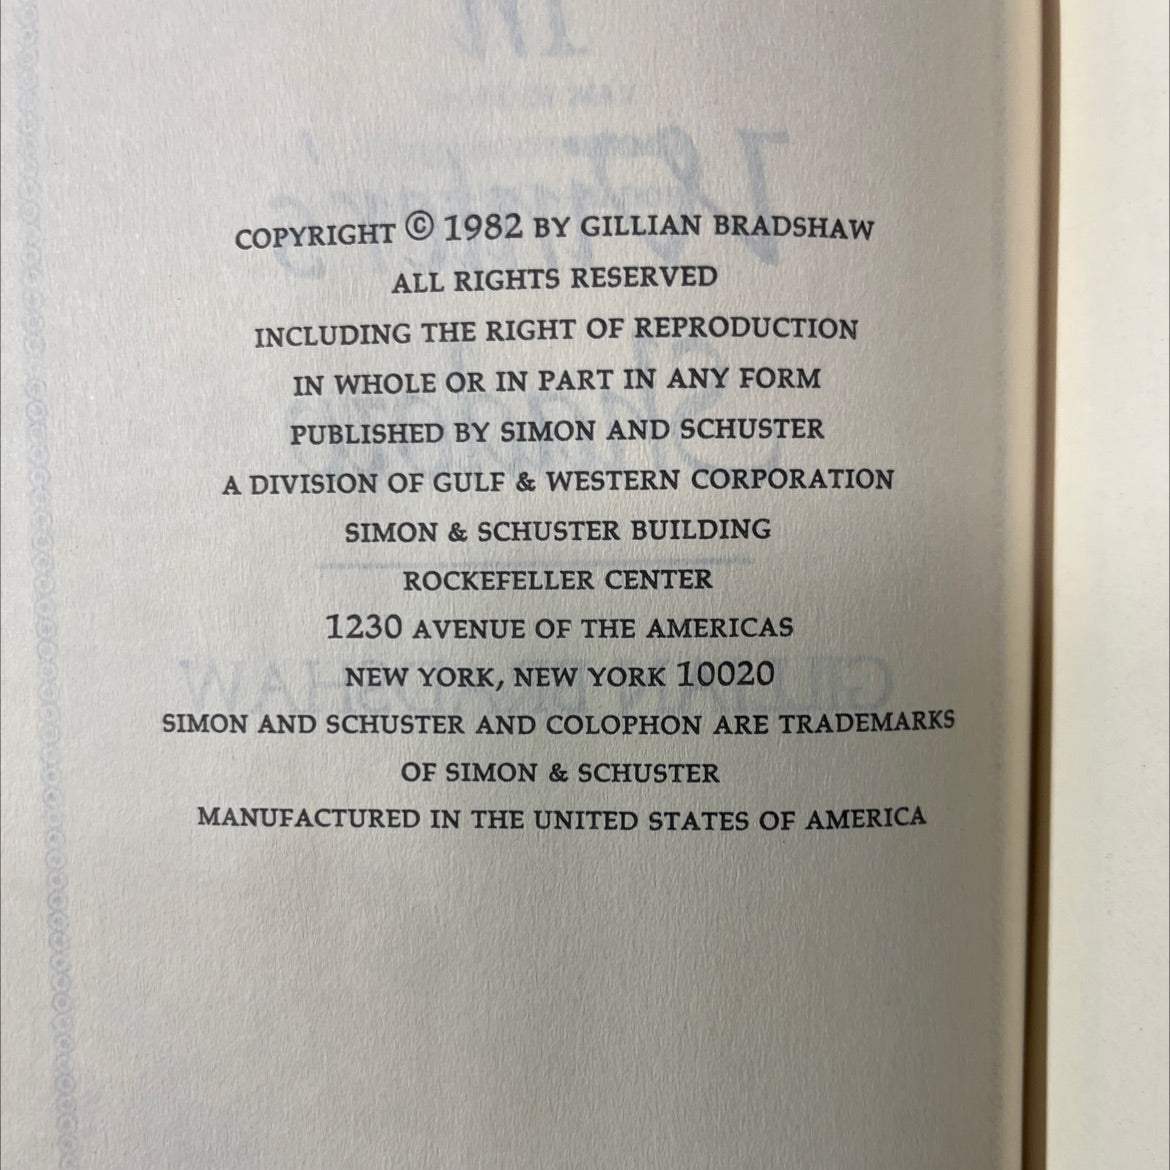 COPYRIGHT © 1982 BY GILLIAN BRADSHAW
ALL RIGHTS RESERVED
INCLUDING THE RIGHT OF REPRODUCTION
IN WHOLE OR IN PART IN ANY FORM
PUBLISHED BY SIMON AND SCHUSTER
A DIVISION OF GULF & WESTERN CORPORATION
SIMON & SCHUSTER BUILDING
ROCKEFELLER CENTER
1230 AVENUE OF THE AMERICAS
NEW YORK, NEW YORK 10020
SIMON AND SCHUSTER AND COLOPHON ARE TRADEMARKS
OF SIMON & SCHUSTER
MANUFACTURED IN THE UNITED STATES OF AMERICA